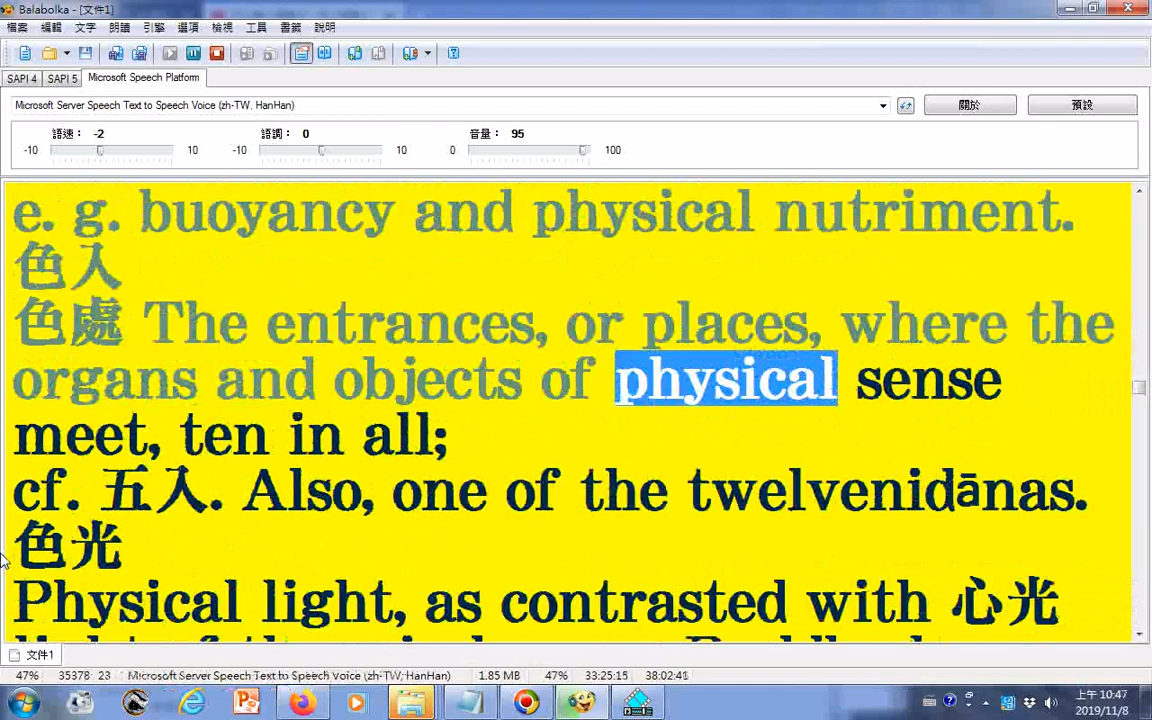 Balabolka - [文件1]
檔案 編輯 文字 朗讀 引擎 選項 檢視 工具 書籤 說明
SAPI 4 SAPI 5 Microsoft Speech Platform
Microsoft Server Speech Text to Speech Voice (zh-TW, HanHan) 關於 預設
語速: -2 語調: 0 音量: 95
-10 10 -10 10 0 100
e. g. buoyancy and physical nutriment.
色入
色處 The entrances, or places, where the
organs and objects of physical sense
meet, ten in all;
cf. 五入. Also, one of the twelvenidānas.
色光
Physical light, as contrasted with 心光
文件1
47% 35378: 23 Microsoft Server Speech Text to Speech Voice (zh-TW, HanHan) 1.85 MB 47% 33:25:15 38:02:41
上午 10:47
2019/11/8